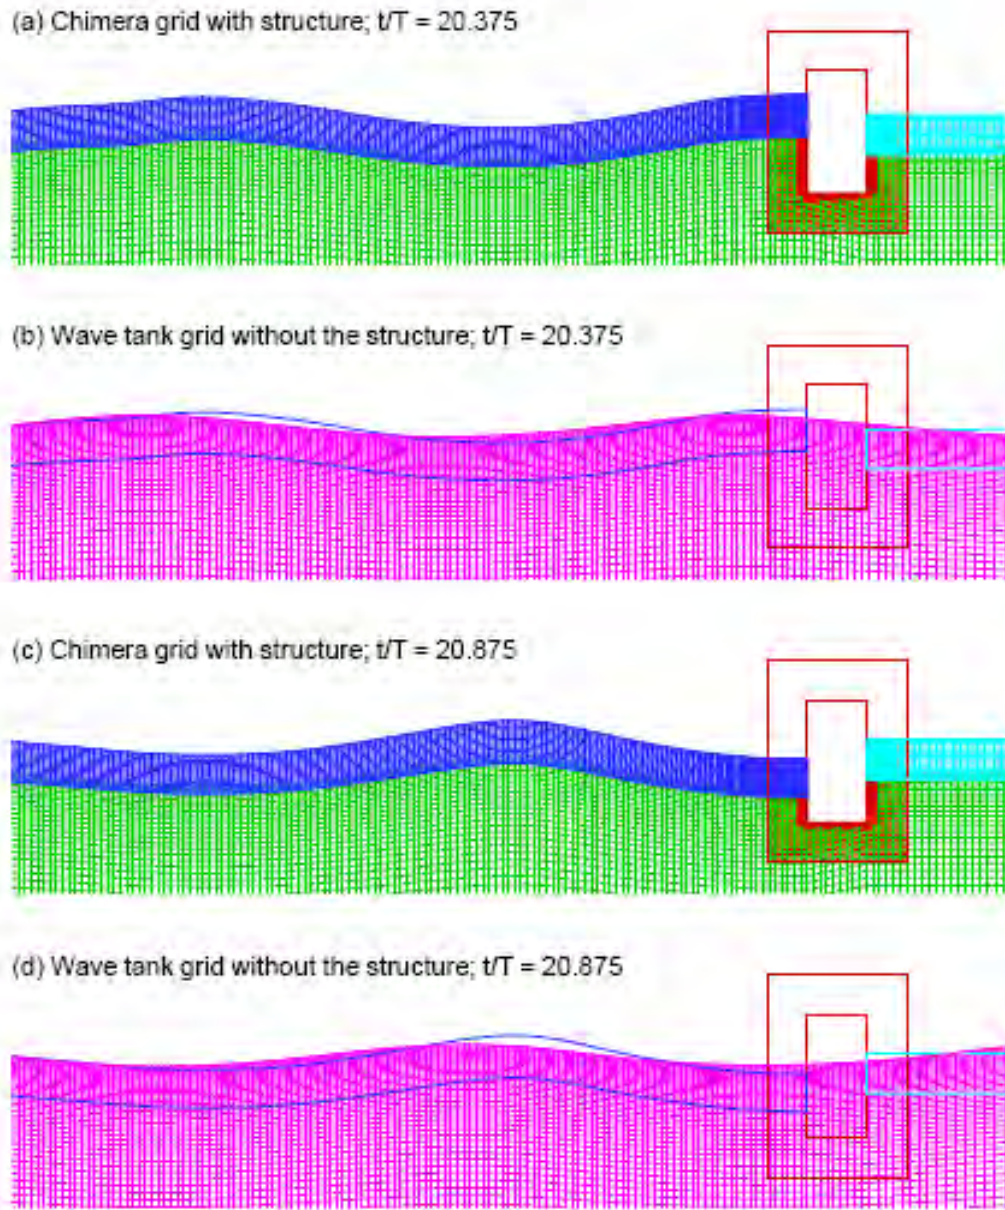 (a) Chimera grid with structure; t/T = 20.375
(b) Wave tank grid without the structure; t/T = 20.375
(c) Chimera grid with structure; t/T = 20.875
(d) Wave tank grid without the structure; t/T = 20.875